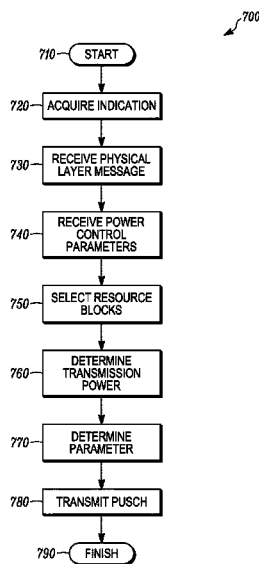 700
710
START
720
ACQUIRE INDICATION
730
RECEIVE PHYSICAL
LAYER MESSAGE
740
RECEIVE POWER
CONTROL
PARAMETERS
750
SELECT RESOURCE
BLOCKS
760
DETERMINE
TRANSMISSION
POWER
770
DETERMINE
PARAMETER
780
TRANSMIT PUSCH
790
FINISH